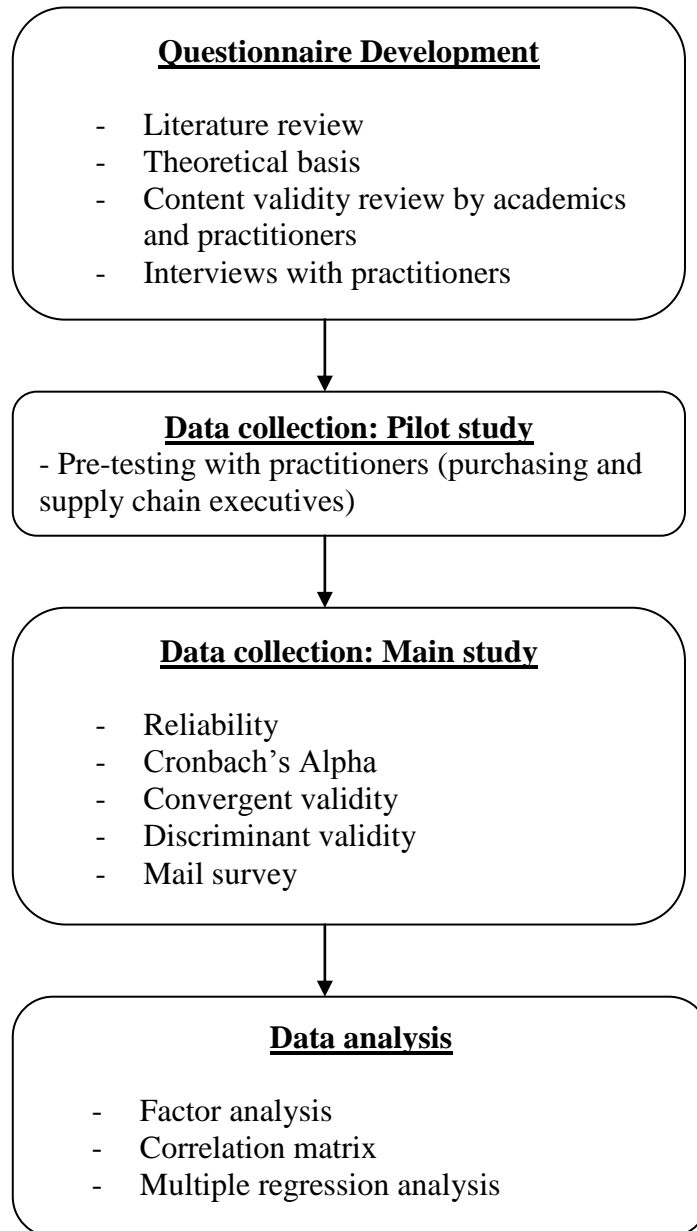 Questionnaire Development
- Literature review
- Theoretical basis
- Content validity review by academics
and practitioners
- Interviews with practitioners
Data collection: Pilot study
- Pre-testing with practitioners (purchasing and
supply chain executives)
Data collection: Main study
- Reliability
- Cronbach’s Alpha
- Convergent validity
- Discriminant validity
- Mail survey
Data analysis
- Factor analysis
- Correlation matrix
- Multiple regression analysis